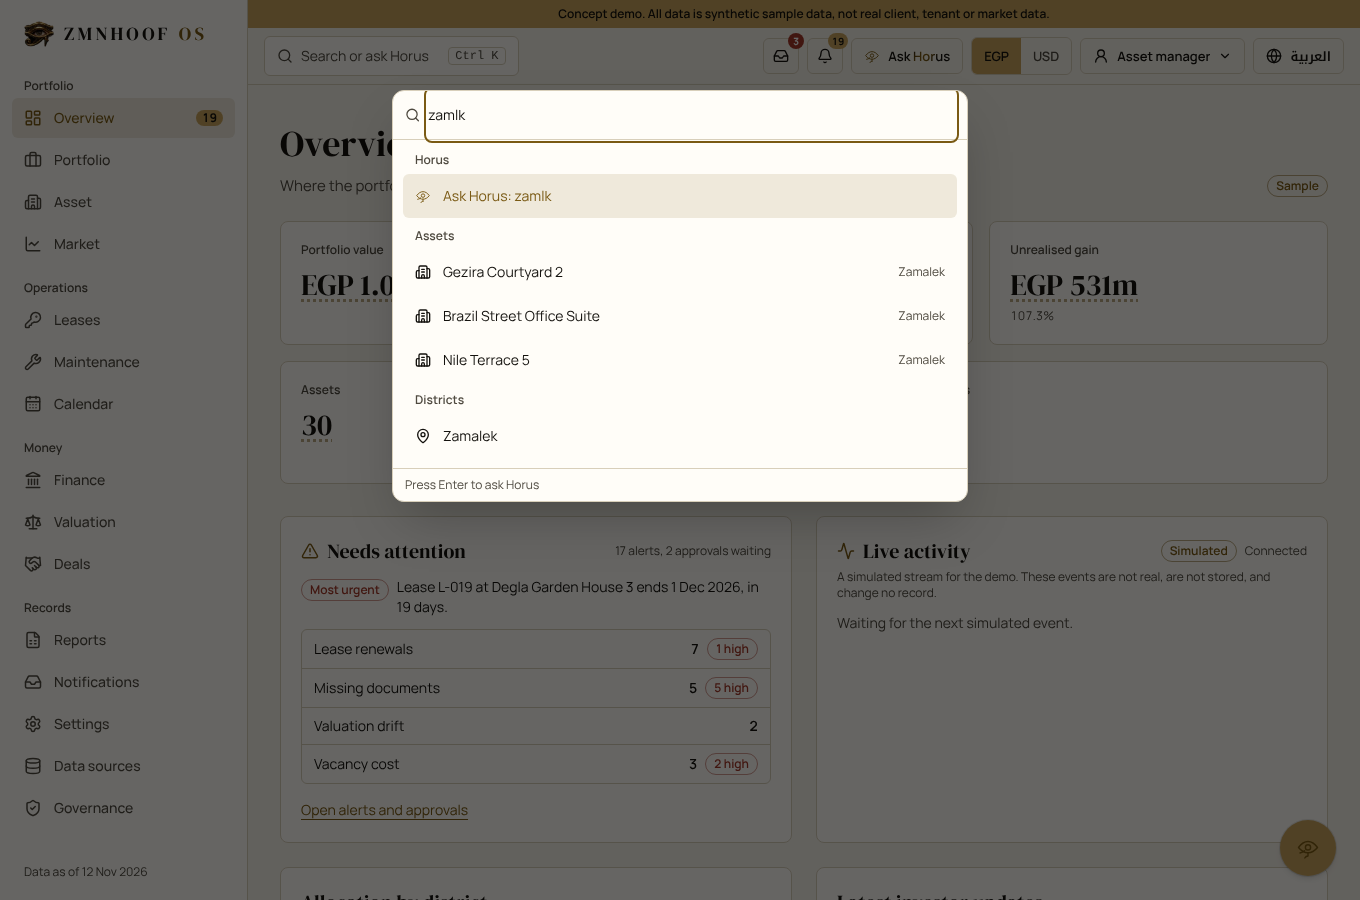 Concept demo. All data is synthetic sample data, not real client, tenant or market data.
ZMNHOOF OS
Search or ask Horus Ctrl K
3
19
Ask Horus
EGP USD
Asset manager
العربية
Portfolio
Overview 19
Portfolio
Asset
Market
Operations
Leases
Maintenance
Calendar
Money
Finance
Valuation
Deals
Records
Reports
Notifications
Settings
Data sources
Governance
Data as of 12 Nov 2026
zamlk
Horus
Ask Horus: zamlk
Assets
Gezira Courtyard 2 Zamalek
Brazil Street Office Suite Zamalek
Nile Terrace 5 Zamalek
Districts
Zamalek
Press Enter to ask Horus
Where the
Sample
Portfolio value
EGP 1.0
Unrealised gain
EGP 531m
107.3%
Assets
30
Needs attention
17 alerts, 2 approvals waiting
Most urgent
Lease L-019 at Degla Garden House 3 ends 1 Dec 2026, in
19 days.
Lease renewals 7 1 high
Missing documents 5 5 high
Valuation drift 2
Vacancy cost 3 2 high
Open alerts and approvals
Live activity
Simulated Connected
A simulated stream for the demo. These events are not real, are not stored, and
change no record.
Waiting for the next simulated event.
Allocation by district
Latest investor updates